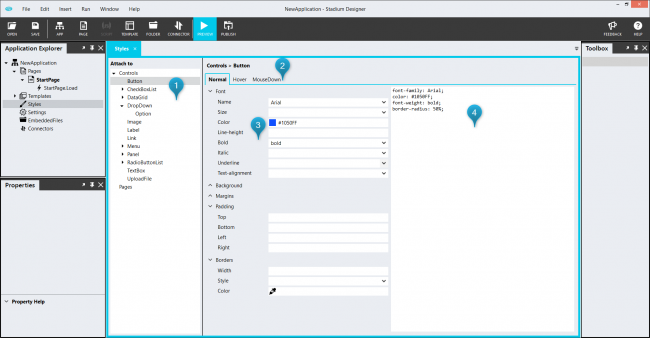 NewApplication - Stadium Designer
File Edit Insert Run Window Help
OPEN SAVE APP PAGE TEMPLATE FOLDER CONNECTOR PREVIEW PUBLISH FEEDBACK HELP
Application Explorer
NewApplication
Pages
StartPage
StartPage.Load
Templates
Styles
Settings
EmbeddedFiles
Connectors
Properties
Property Help
Styles
Attach to
Controls
Button
CheckBoxList
DataGrid
DropDown
Option
Image
Label
Link
Menu
Panel
RadioButtonList
TextBox
UploadFile
Pages
1
Controls - Button
2
Normal Hover MouseDown
Font
Name Arial
Size
Color #1050FF
3
Line-height
Bold bold
Italic
Underline
Text-alignment
Background
Margins
Padding
Top
Bottom
Left
Right
Borders
Width
Style
Color
font-family: Arial;
color: #1050FF;
font-weight: bold;
border-radius: 50%;
4
Toolbox